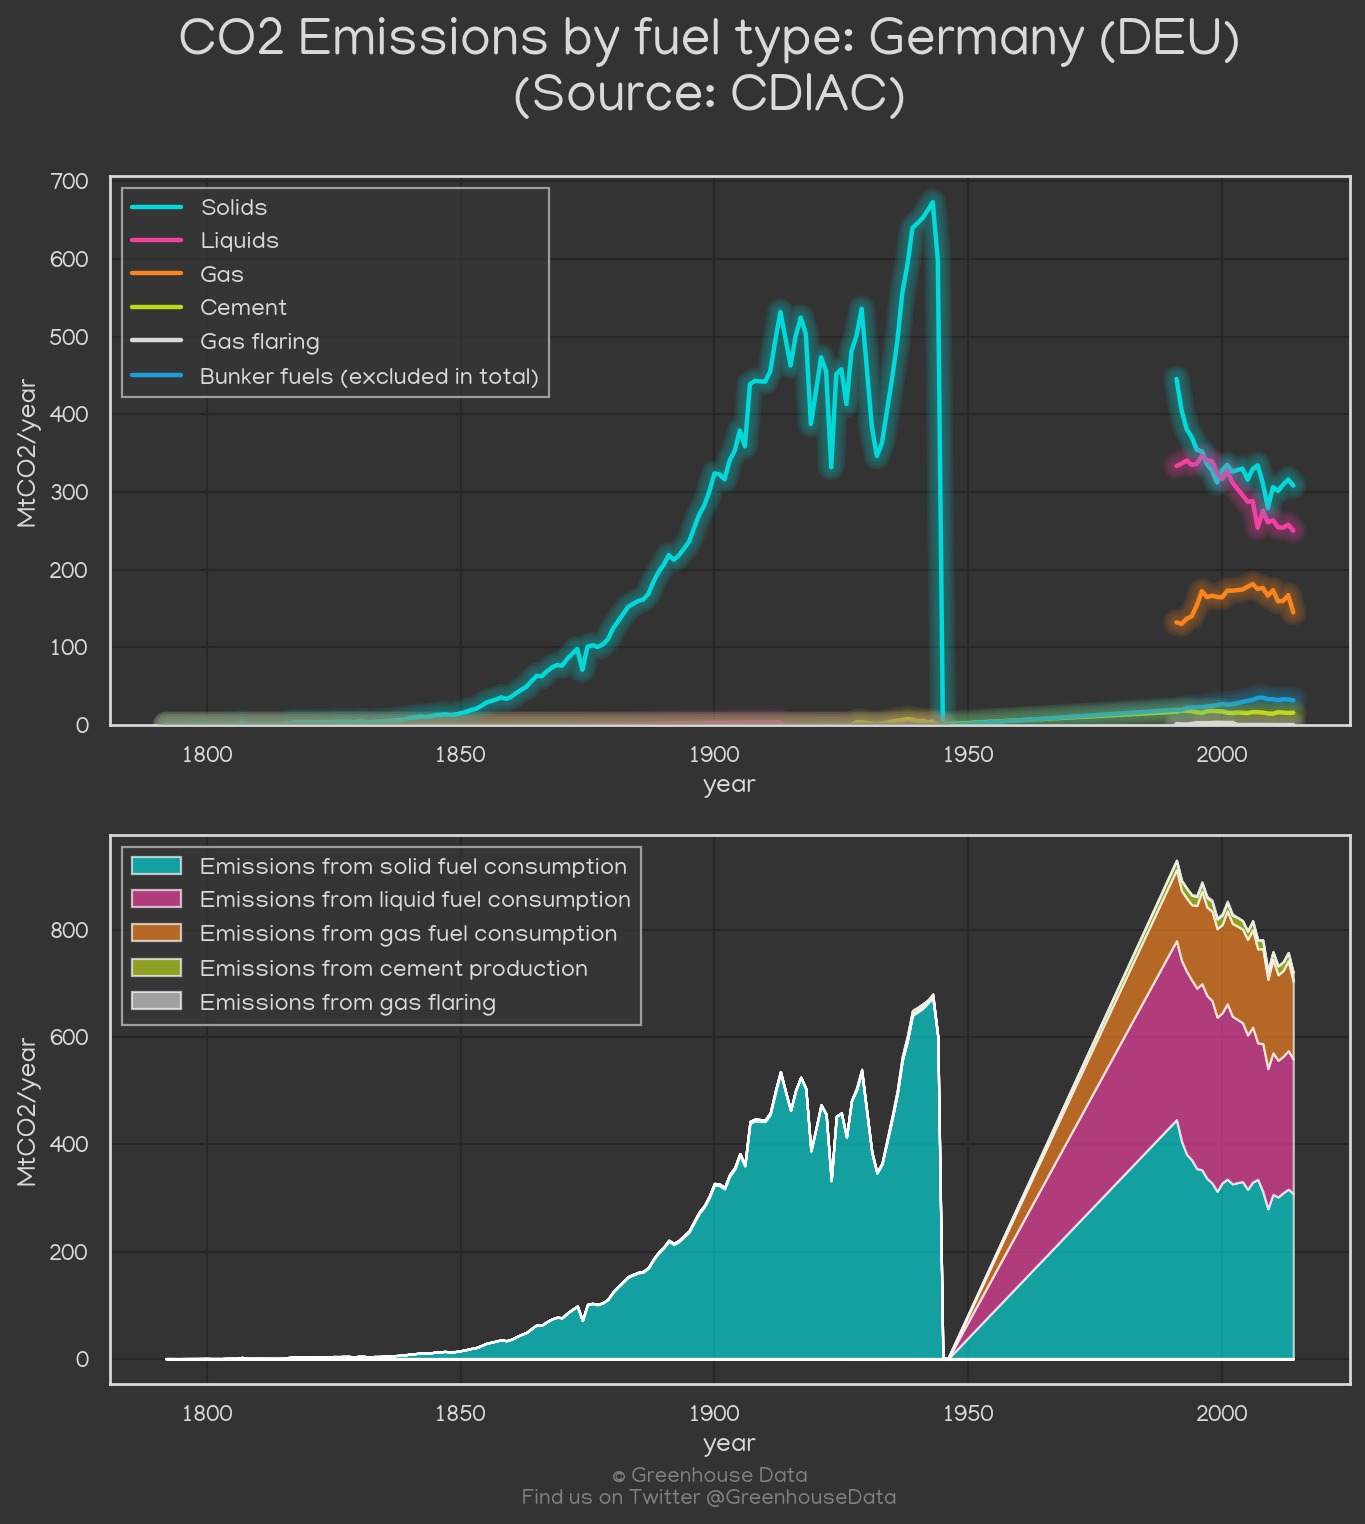 CO2 Emissions by fuel type: Germany (DEU)
(Source: CDIAC)
700
600
500
400
300
200
100
0
MtCO2/year
Solids
Liquids
Gas
Cement
Gas flaring
Bunker fuels (excluded in total)
1800 1850 1900 1950 2000
year
800
600
400
200
0
MtCO2/year
Emissions from solid fuel consumption
Emissions from liquid fuel consumption
Emissions from gas fuel consumption
Emissions from cement production
Emissions from gas flaring
1800 1850 1900 1950 2000
year
© Greenhouse Data
Find us on Twitter @GreenhouseData